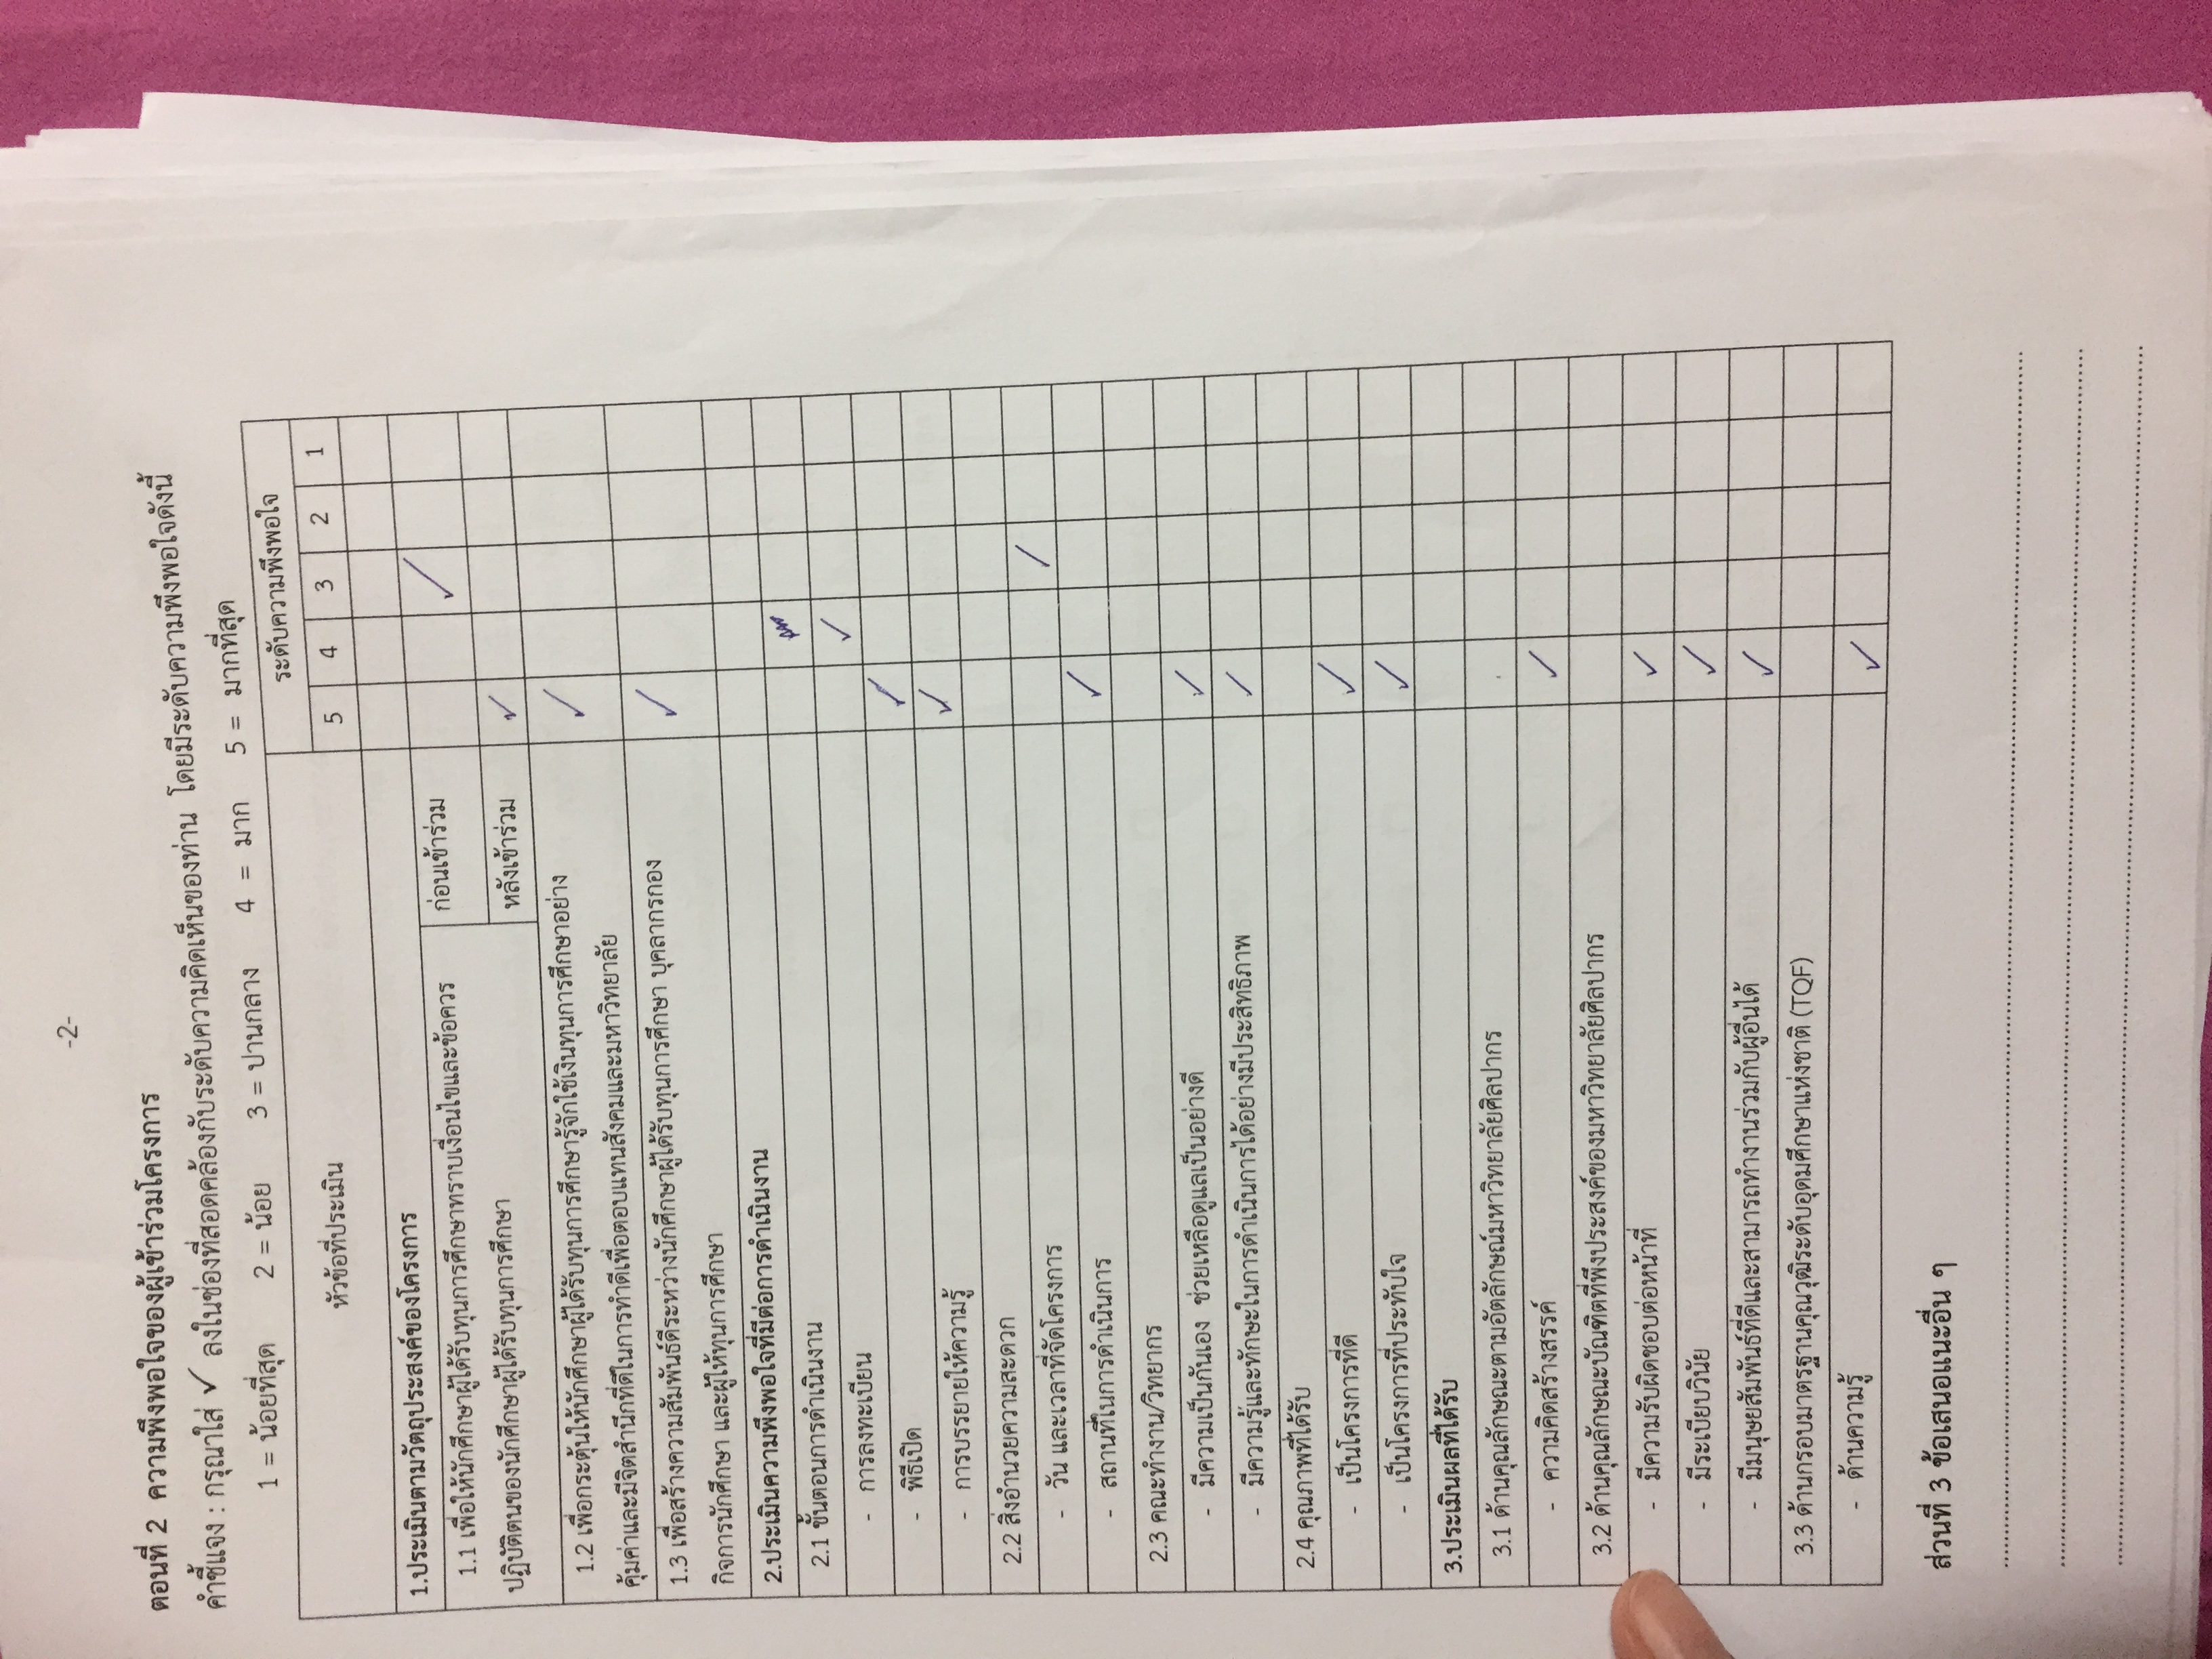 -2-
ตอนที่ 2 ความพึงพอใจของผู้เข้าร่วมโครงการ
คำชี้แจง : กรุณาใส่ ✓ ลงในช่องที่สอดคล้องกับระดับความคิดเห็นของท่าน โดยมีระดับความพึงพอใจดังนี้
1 = น้อยที่สุด 2 = น้อย 3 = ปานกลาง 4 = มาก 5 = มากที่สุด
หัวข้อที่ประเมิน ระดับความพึงพอใจ
5 4 3 2 1
1.ประเมินตามวัตถุประสงค์ของโครงการ
1.1 เพื่อให้นักศึกษาผู้ได้รับทุนการศึกษาทราบเงื่อนไขและข้อควร ก่อนเข้าร่วม ✓
ปฏิบัติตนของนักศึกษาผู้ได้รับทุนการศึกษา หลังเข้าร่วม ✓
1.2 เพื่อกระตุ้นให้นักศึกษาผู้ได้รับทุนการศึกษารู้จักใช้เงินทุนการศึกษาอย่าง ✓
คุ้มค่าและมีจิตสำนึกที่ดีในการทำดีเพื่อตอบแทนสังคมและมหาวิทยาลัย
1.3 เพื่อสร้างความสัมพันธ์ดีระหว่างนักศึกษาผู้ได้รับทุนการศึกษา บุคลากรกอง ✓
กิจการนักศึกษา และผู้ให้ทุนการศึกษา
2.ประเมินความพึงพอใจที่มีต่อการดำเนินงาน
2.1 ขั้นตอนการดำเนินงาน
- การลงทะเบียน ✓
- พิธีเปิด ✓
- การบรรยายให้ความรู้ ✓
2.2 สิ่งอำนวยความสะดวก
- วัน และเวลาที่จัดโครงการ ✓
- สถานที่ในการดำเนินการ ✓
2.3 คณะทำงาน/วิทยากร
- มีความเป็นกันเอง ช่วยเหลือดูแลเป็นอย่างดี ✓
- มีความรู้และทักษะในการดำเนินการได้อย่างมีประสิทธิภาพ ✓
2.4 คุณภาพที่ได้รับ
- เป็นโครงการที่ดี ✓
- เป็นโครงการที่ประทับใจ ✓
3.ประเมินผลที่ได้รับ
3.1 ด้านคุณลักษณะตามอัตลักษณ์มหาวิทยาลัยศิลปากร
- ความคิดสร้างสรรค์ ✓
3.2 ด้านคุณลักษณะบัณฑิตที่พึงประสงค์ของมหาวิทยาลัยศิลปากร
- มีความรับผิดชอบต่อหน้าที่ ✓
- มีระเบียบวินัย ✓
- มีมนุษยสัมพันธ์ที่ดีและสามารถทำงานร่วมกับผู้อื่นได้ ✓
3.3 ด้านกรอบมาตรฐานคุณวุฒิระดับอุดมศึกษาแห่งชาติ (TQF)
- ด้านความรู้ ✓
ส่วนที่ 3 ข้อเสนอแนะอื่น ๆ